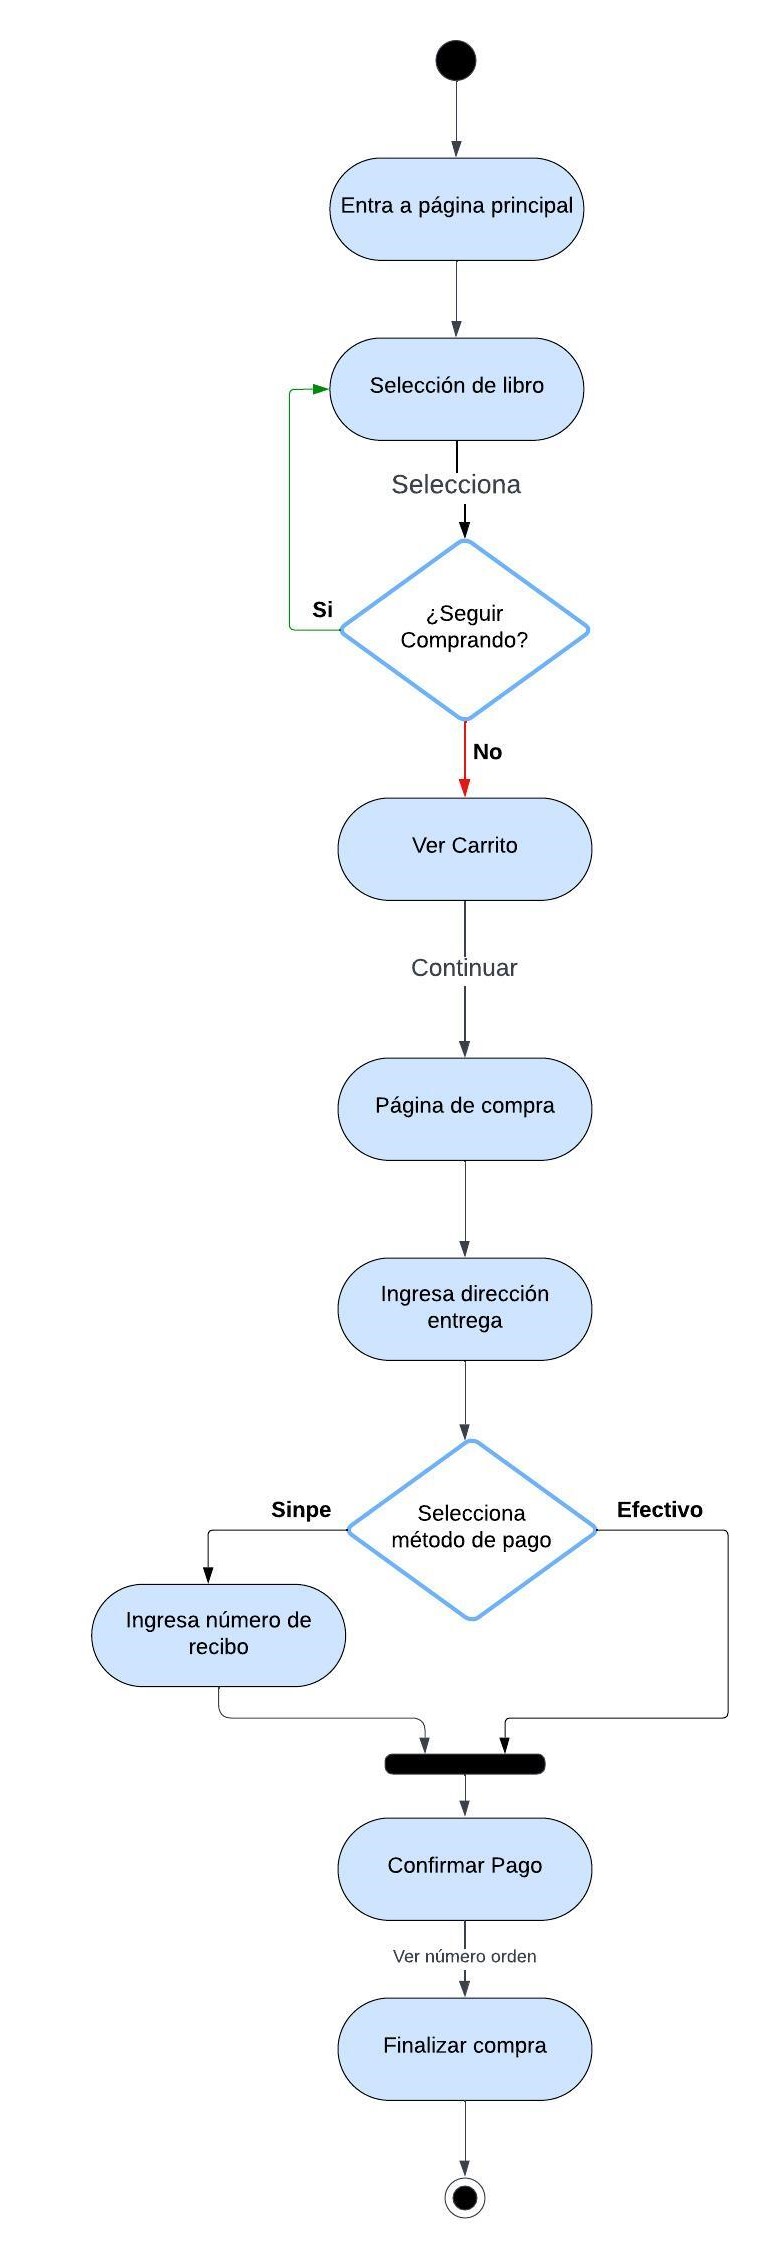 Entra a página principal
Selección de libro
Selecciona
¿Seguir
Comprando?
Si
No
Ver Carrito
Continuar
Página de compra
Ingresa dirección
entrega
Selecciona
método de pago
Sinpe
Efectivo
Ingresa número de
recibo
Confirmar Pago
Ver número orden
Finalizar compra